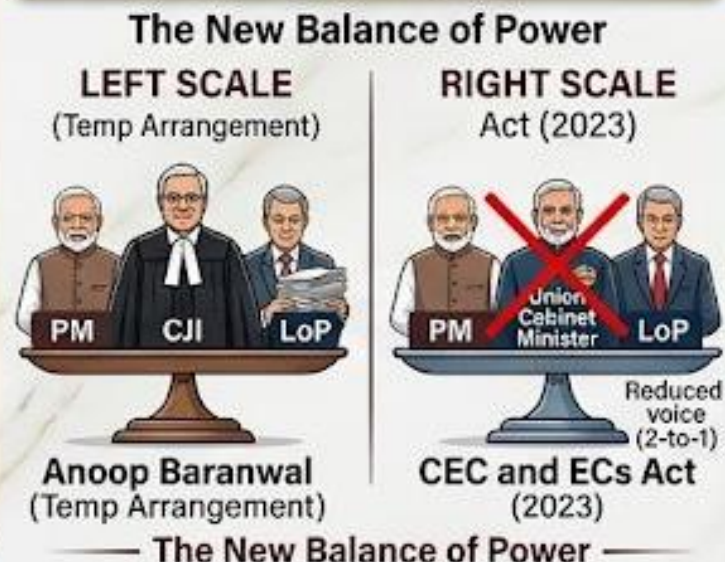 The New Balance of Power
LEFT SCALE
(Temp Arrangement)
PM
CJI
LoP
Anoop Baranwal
(Temp Arrangement)
RIGHT SCALE
Act (2023)
PM
Union
Cebinet
Minister
LoP
Reduced
voice
(2-to-1)
CEC and ECs Act
(2023)
The New Balance of Power